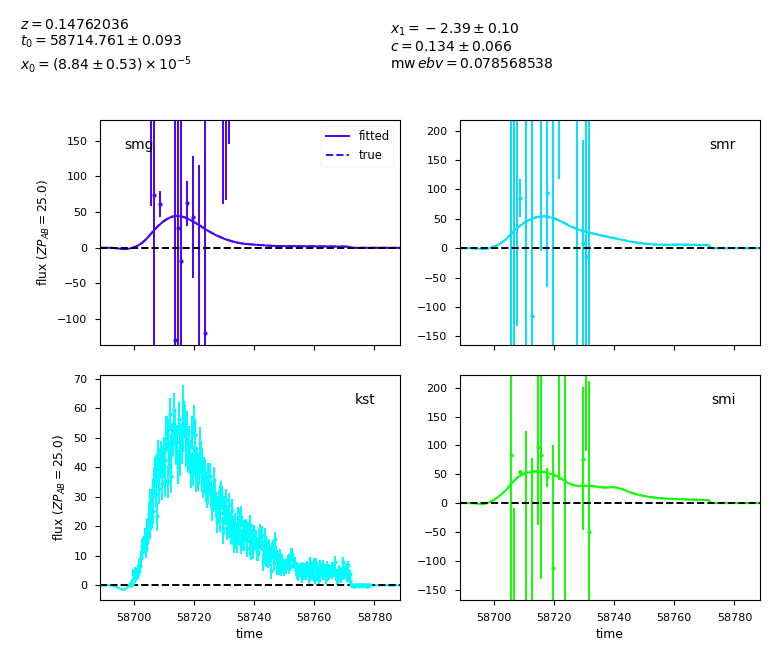 z = 0.14762036
t₀ = 58714.761 ± 0.093
x₀ = (8.84 ± 0.53) × 10⁻⁵
x₁ = −2.39 ± 0.10
c = 0.134 ± 0.066
mw ebv = 0.078568538
smg
fitted
true
150
100
50
0
−50
−100
flux (ZP_AB = 25.0)
smr
200
150
100
50
0
−50
−100
−150
kst
70
60
50
40
30
20
10
0
flux (ZP_AB = 25.0)
58700 58720 58740 58760 58780
time
smi
200
150
100
50
0
−50
−100
−150
58700 58720 58740 58760 58780
time